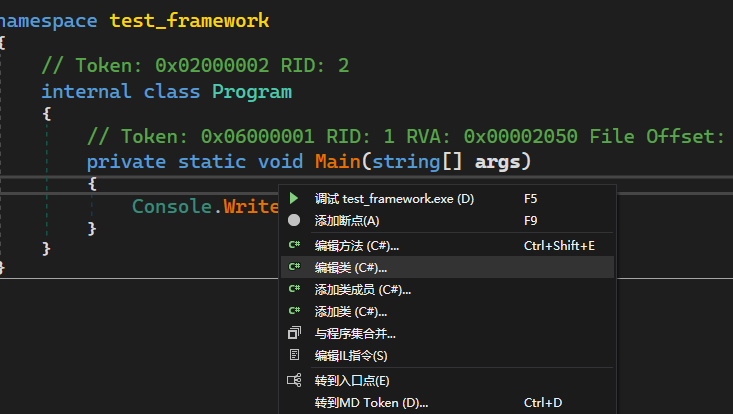 namespace test_framework
{
// Token: 0x02000002 RID: 2
internal class Program
{
// Token: 0x06000001 RID: 1 RVA: 0x00002050 File Offset:
private static void Main(string[] args)
{
Console.Write
}
}
}
调试 test_framework.exe (D) F5
添加断点(A) F9
C# 编辑方法 (C#)... Ctrl+Shift+E
C# 编辑类 (C#)...
C# 添加类成员 (C#)...
C# 添加类 (C#)...
与程序集合并...
编辑IL指令(S)
转到入口点(E)
转到MD Token (D)... Ctrl+D